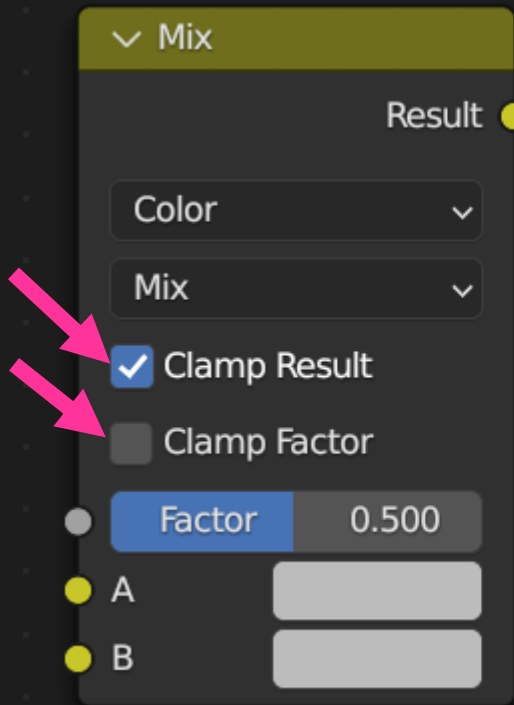 Mix
Result
Color
Mix
Clamp Result
Clamp Factor
Factor 0.500
A
B